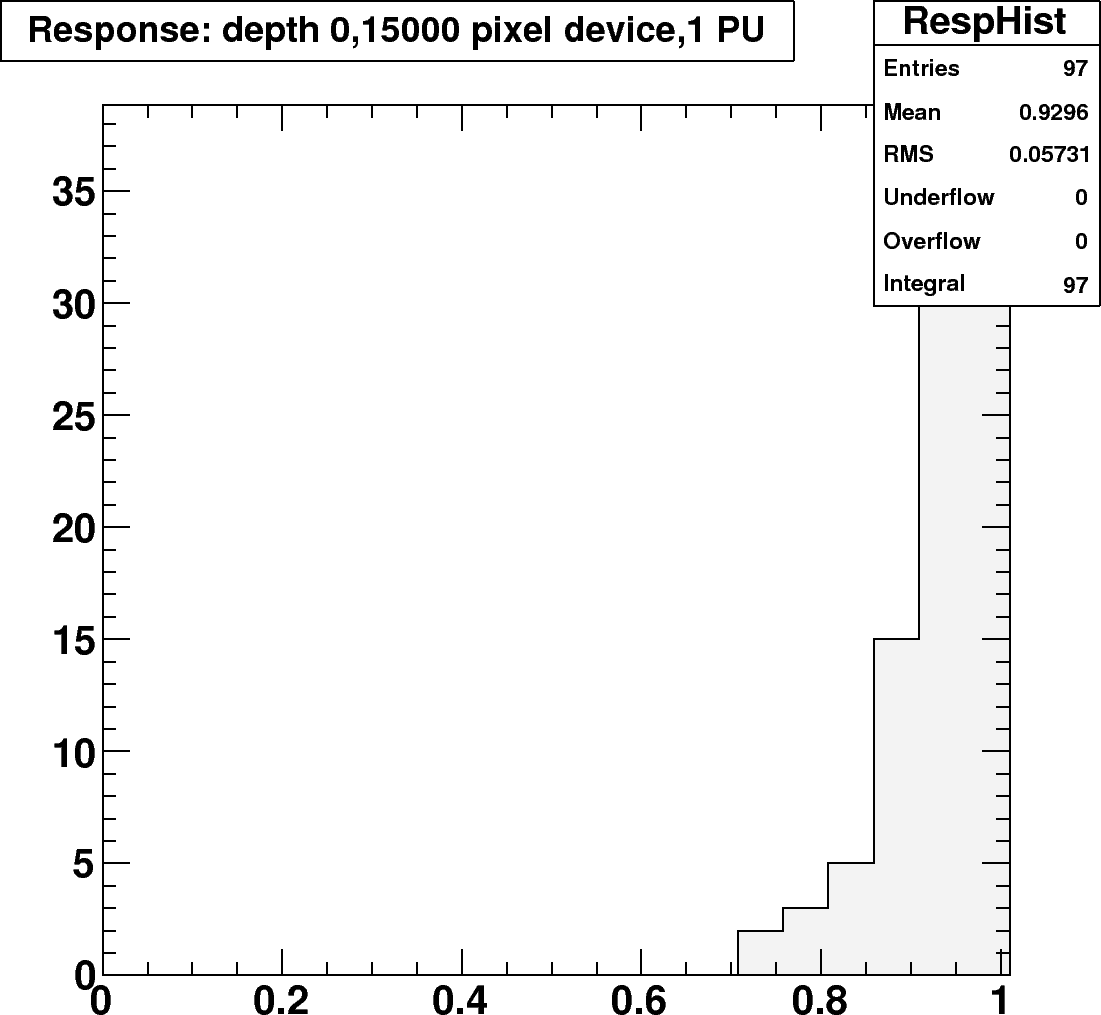 Response: depth 0,15000 pixel device,1 PU
RespHist
Entries 97
Mean 0.9296
RMS 0.05731
Underflow 0
Overflow 0
Integral 97
35
30
25
20
15
10
5
0
0 0.2 0.4 0.6 0.8 1